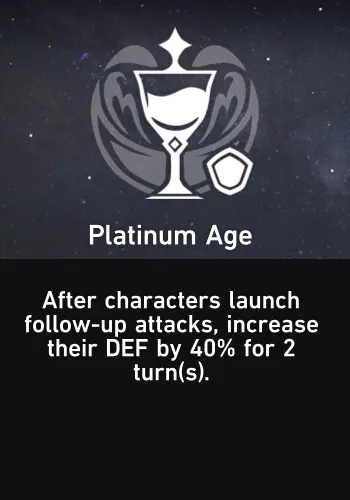 Platinum Age
After characters launch
follow-up attacks, increase
their DEF by 40% for 2
turn(s).